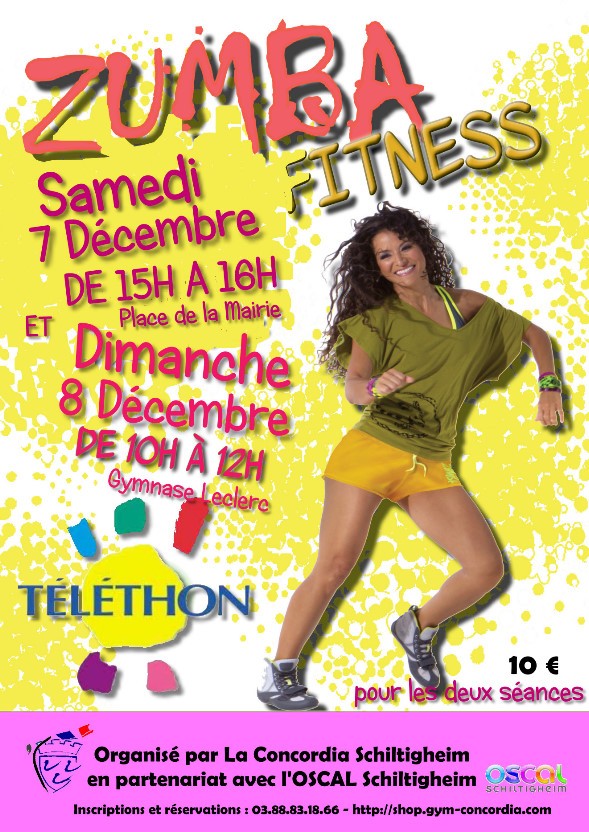 ZUMBA
FITNESS
Samedi
7 Décembre
DE 15H A 16H
Place de la Mairie
ET
Dimanche
8 Décembre
DE 10H À 12H
Gymnase Leclerc
TÉLÉTHON
10 €
pour les deux séances
Organisé par La Concordia Schiltigheim
en partenariat avec l'OSCAL Schiltigheim
OSCAL
SCHILTIGHEIM
Inscriptions et réservations : 03.88.83.18.66 - http://shop.gym-concordia.com